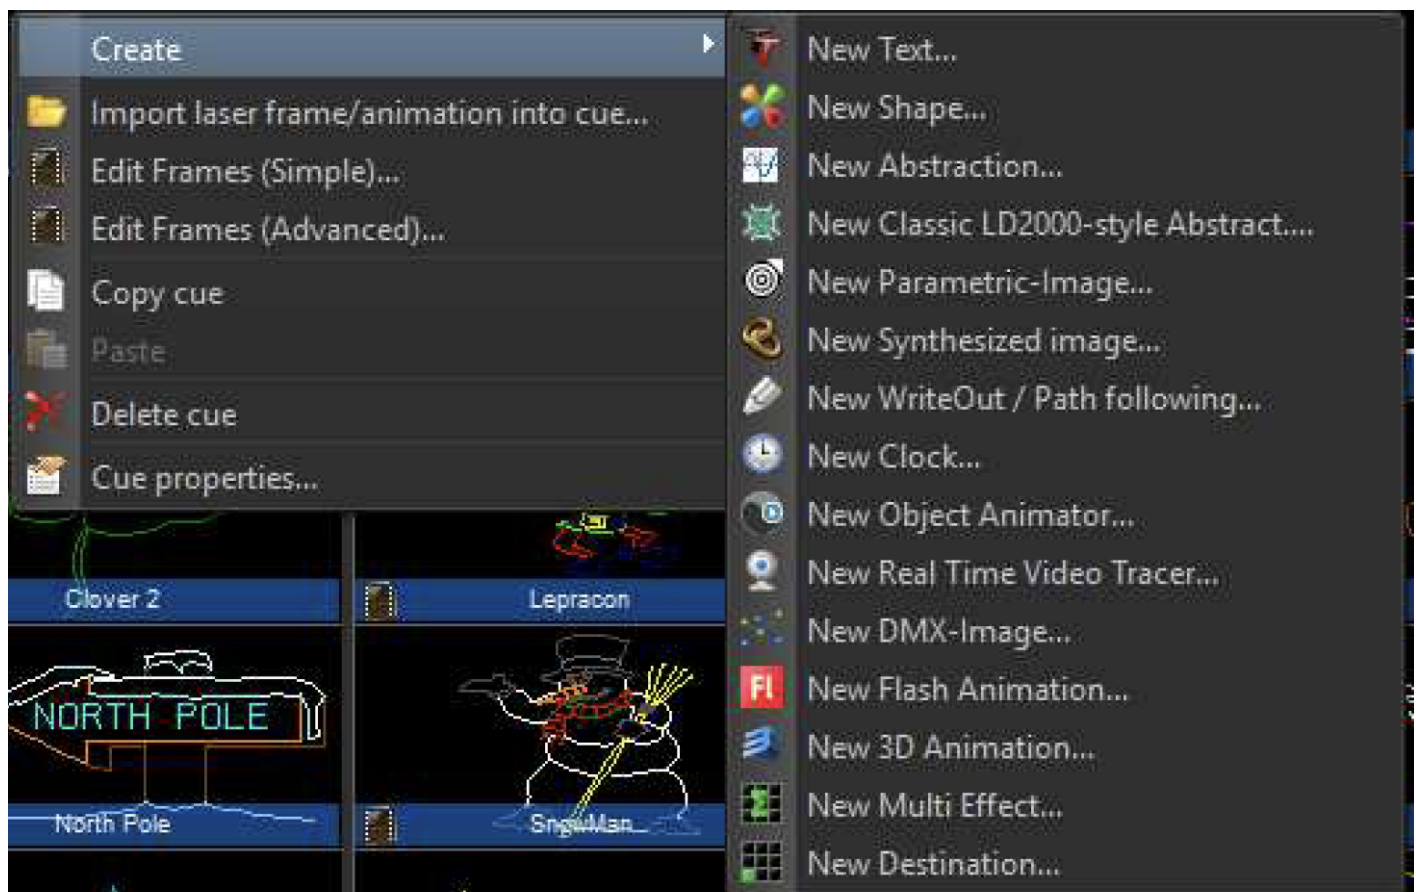 Create
Import laser frame/animation into cue...
Edit Frames (Simple)...
Edit Frames (Advanced)...
Copy cue
Paste
Delete cue
Cue properties...
New Text...
New Shape...
New Abstraction...
New Classic LD2000-style Abstract....
New Parametric-Image...
New Synthesized image...
New WriteOut / Path following...
New Clock...
New Object Animator...
New Real Time Video Tracer...
New DMX-Image...
Fl
New Flash Animation...
New 3D Animation...
New Multi Effect...
New Destination...
Clover 2
Lepracon
NORTH POLE
North Pole
SnowMan